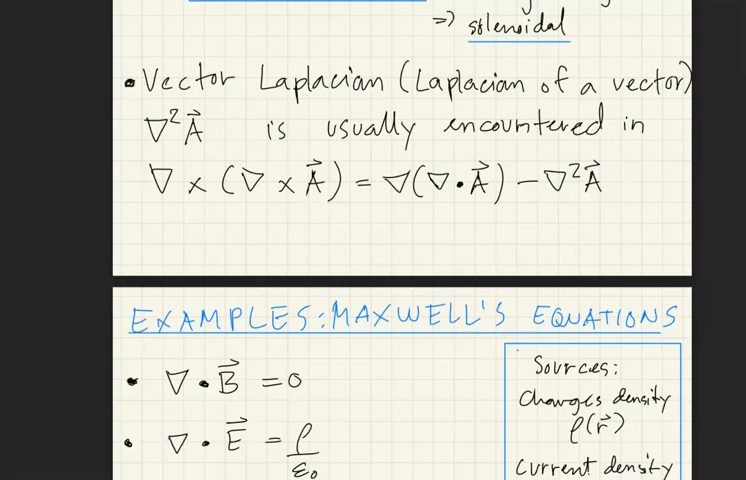 => solenoidal
• Vector Laplacian (Laplacian of a vector)
∇²A⃗ is usually encountered in
∇ × (∇ × A⃗) = ∇(∇ • A⃗) − ∇²A⃗
EXAMPLES: MAXWELL'S EQUATIONS
• ∇ • B⃗ = 0
• ∇ • E⃗ = ρ/ε₀
Sources:
Charges density
ρ(r⃗)
current density